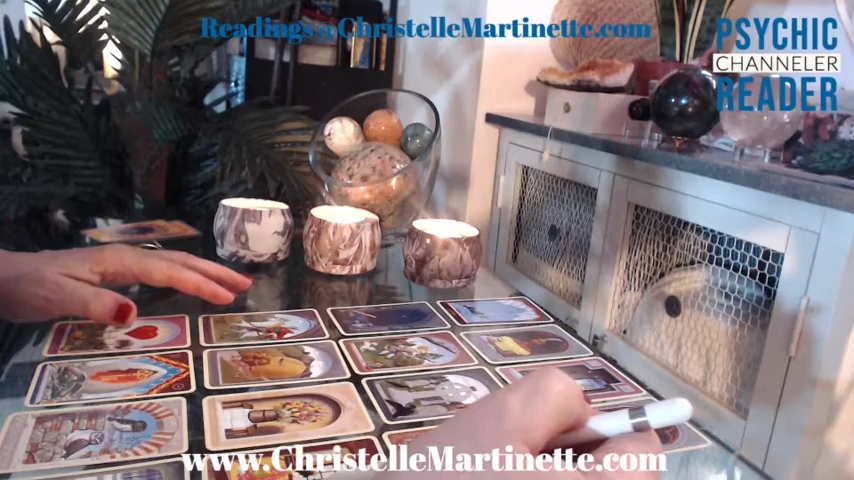 Readings@ChristelleMartinette.com
PSYCHIC
CHANNELER
READER
www.ChristelleMartinette.com